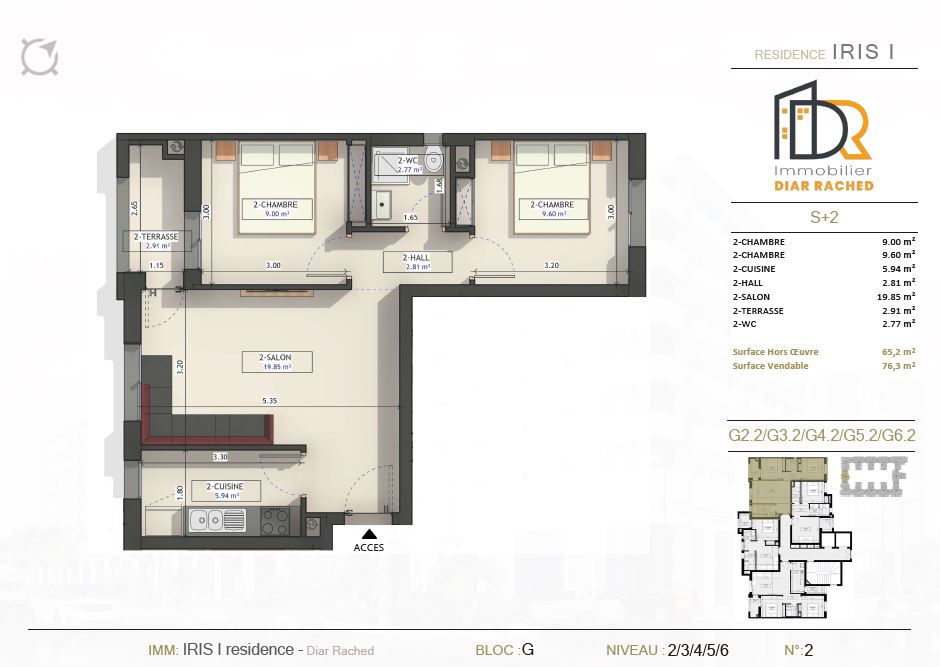 RESIDENCE IRIS I
DR
Immobilier
DIAR RACHED
S+2
2-CHAMBRE 9.00 m²
2-CHAMBRE 9.60 m²
2-CUISINE 5.94 m²
2-HALL 2.81 m²
2-SALON 19.85 m²
2-TERRASSE 2.91 m²
2-WC 2.77 m²
Surface Hors Œuvre 65,2 m²
Surface Vendable 76,3 m²
G2.2/G3.2/G4.2/G5.2/G6.2
2-WC
2.77 m²
1.68
1.65
2-CHAMBRE
9.00 m²
3.00
3.00
2-CHAMBRE
9.60 m²
3.00
3.20
2.65
2-TERRASSE
2.91 m²
1.15
2-HALL
2.81 m²
2-SALON
19.85 m²
3.20
5.35
3.30
2-CUISINE
5.94 m²
1.80
ACCES
IMM: IRIS I residence - Diar Rached
BLOC : G
NIVEAU : 2/3/4/5/6
N°: 2